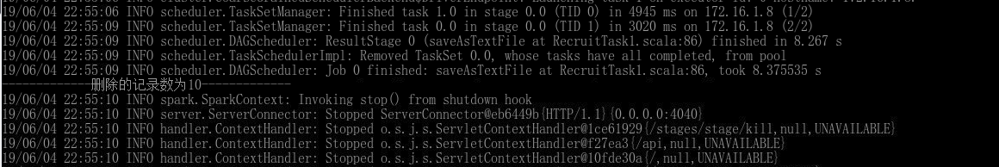 19/06/04 22:55:06 INFO scheduler.TaskSetManager: Finished task 1.0 in stage 0.0 (TID 0) in 4945 ms on 172.16.1.8 (1/2)
19/06/04 22:55:09 INFO scheduler.TaskSetManager: Finished task 0.0 in stage 0.0 (TID 1) in 3020 ms on 172.16.1.8 (2/2)
19/06/04 22:55:09 INFO scheduler.DAGScheduler: ResultStage 0 (saveAsTextFile at RecruitTask1.scala:86) finished in 8.267 s
19/06/04 22:55:09 INFO scheduler.TaskSchedulerImpl: Removed TaskSet 0.0, whose tasks have all completed, from pool
19/06/04 22:55:09 INFO scheduler.DAGScheduler: Job 0 finished: saveAsTextFile at RecruitTask1.scala:86, took 8.375535 s
-------------删除的记录数为10-------------
19/06/04 22:55:10 INFO spark.SparkContext: Invoking stop() from shutdown hook
19/06/04 22:55:10 INFO server.ServerConnector: Stopped ServerConnector@eb6449b{HTTP/1.1}{0.0.0.0:4040}
19/06/04 22:55:10 INFO handler.ContextHandler: Stopped o.s.j.s.ServletContextHandler@1ce61929{/stages/stage/kill,null,UNAVAILABLE}
19/06/04 22:55:10 INFO handler.ContextHandler: Stopped o.s.j.s.ServletContextHandler@f27ea3{/api,null,UNAVAILABLE}
19/06/04 22:55:10 INFO handler.ContextHandler: Stopped o.s.j.s.ServletContextHandler@10fde30a{/,null,UNAVAILABLE}